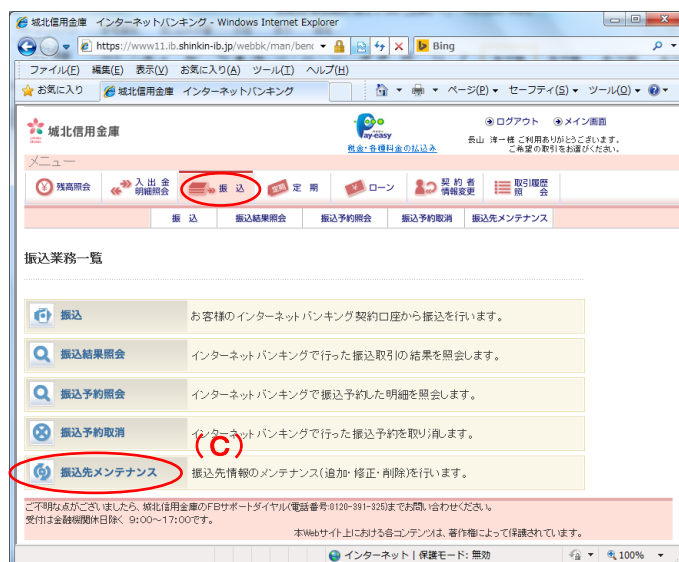 城北信用金庫 インターネットバンキング - Windows Internet Explorer
https://www11.ib.shinkin-ib.jp/webbk/man/benc
Bing
ファイル(F) 編集(E) 表示(V) お気に入り(A) ツール(T) ヘルプ(H)
お気に入り 城北信用金庫 インターネットバンキング ページ(P) セーフティ(S) ツール(O)
城北信用金庫
Pay-easy
税金・各種料金の払込み
ログアウト メイン画面
長山 淳一様 ご利用ありがとうございます。
ご希望の取引をお選びください。
メニュー
残高照会 入出金明細照会 振込 定期 ローン 契約者情報変更 取引履歴照会
振込 振込結果照会 振込予約照会 振込予約取消 振込先メンテナンス
振込業務一覧
振込 お客様のインターネットバンキング契約口座から振込を行います。
振込結果照会 インターネットバンキングで行った振込取引の結果を照会します。
振込予約照会 インターネットバンキングで振込予約した明細を照会します。
振込予約取消 インターネットバンキングで行った振込予約を取り消します。
(C)
振込先メンテナンス 振込先情報のメンテナンス(追加・修正・削除)を行います。
ご不明な点がございましたら、城北信用金庫のFBサポートダイヤル(電話番号:0120-391-325)までお問い合わせください。
受付は金融機関休日除く 9:00～17:00です。
本Webサイト上における各コンテンツは、著作権によって保護されています。
インターネット | 保護モード: 無効 100%